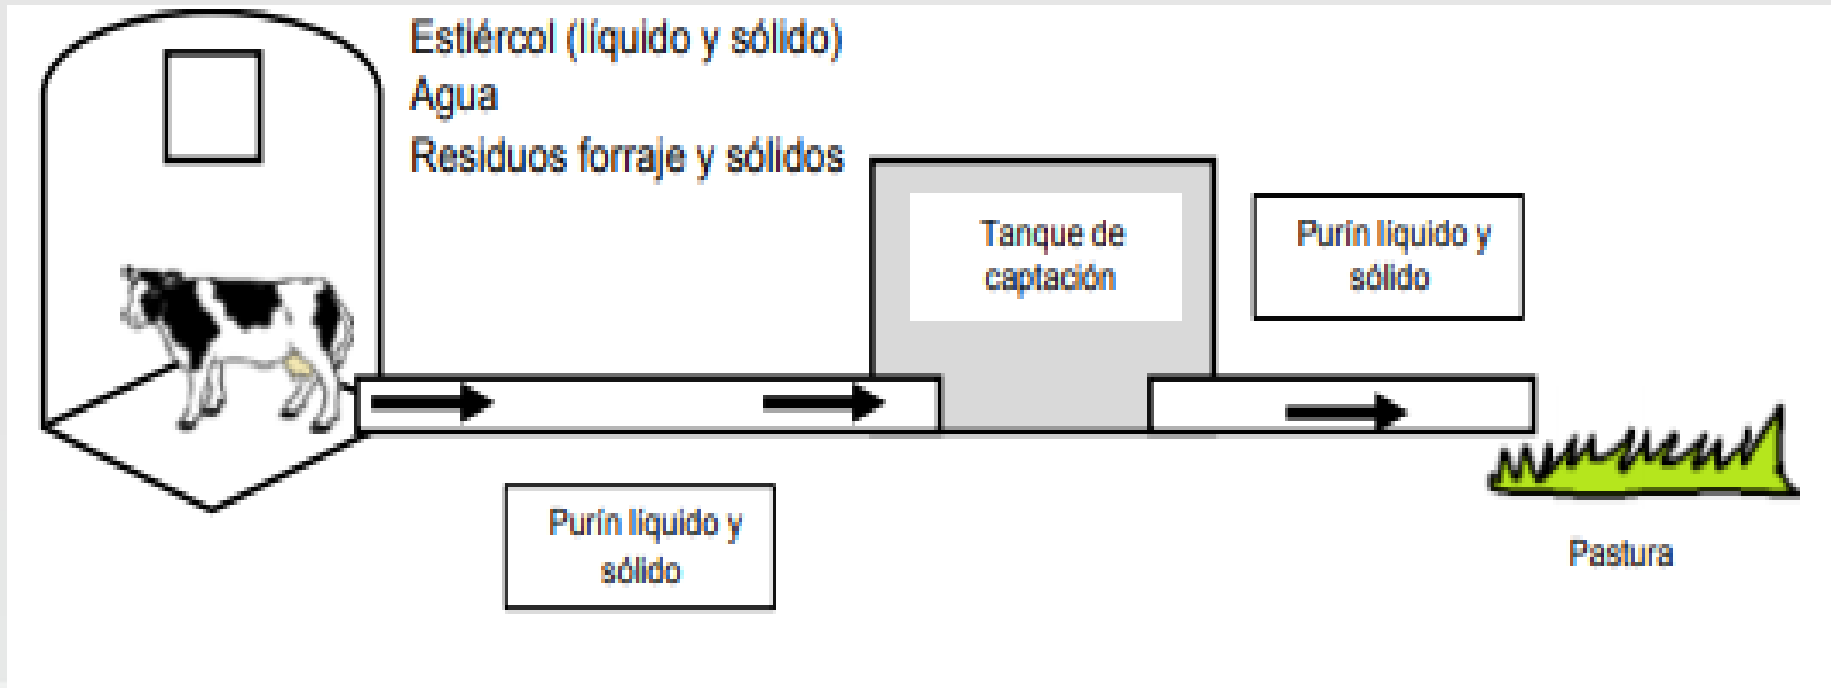 Estiércol (líquido y sólido)
Agua
Residuos forraje y sólidos
Tanque de
captación
Purín líquido y
sólido
Purín líquido y
sólido
Pastura